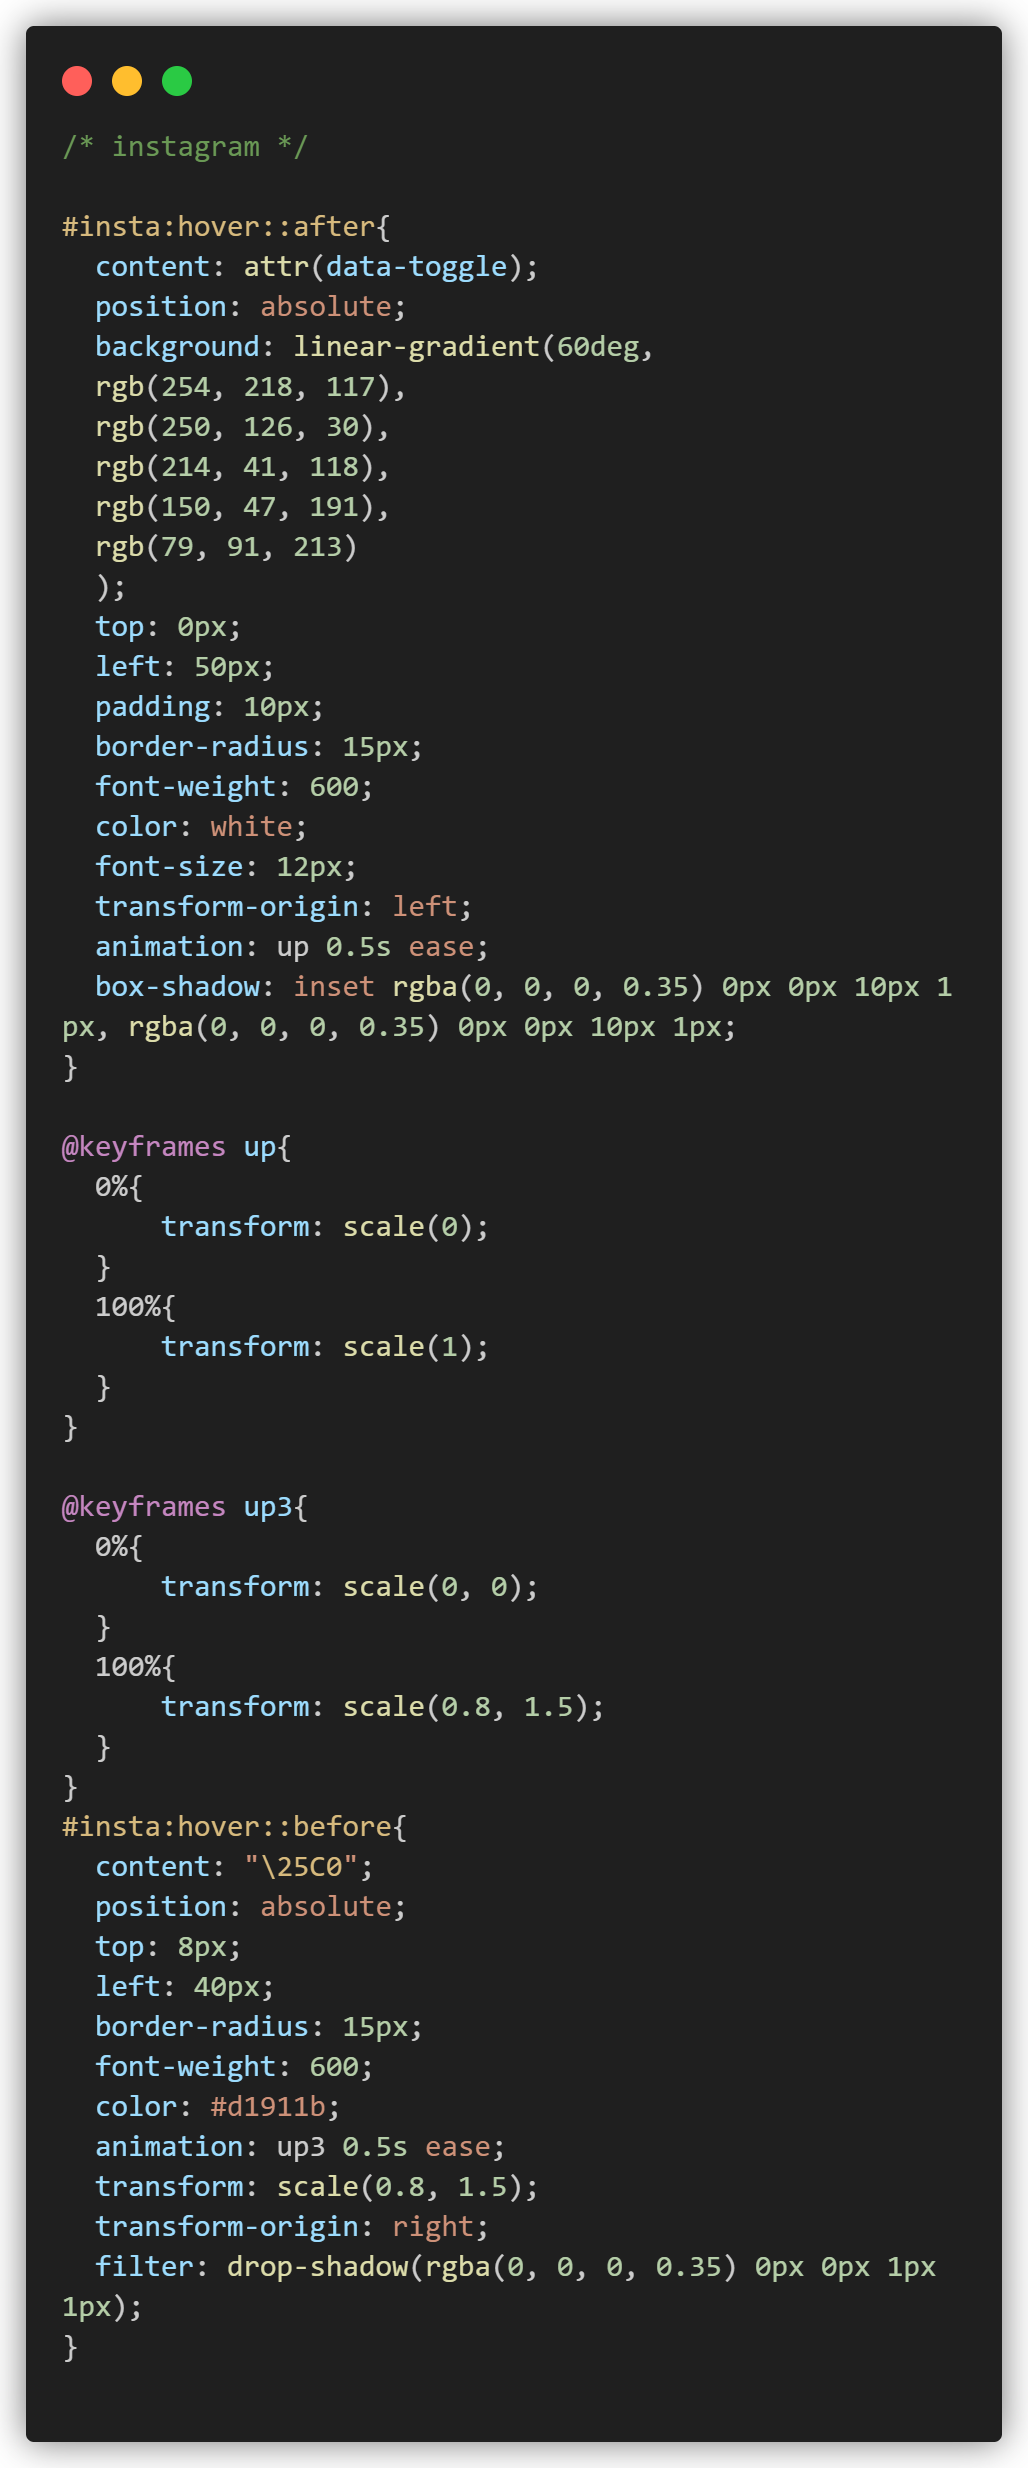 /* instagram */

#insta:hover::after{
  content: attr(data-toggle);
  position: absolute;
  background: linear-gradient(60deg,
  rgb(254, 218, 117),
  rgb(250, 126, 30),
  rgb(214, 41, 118),
  rgb(150, 47, 191),
  rgb(79, 91, 213)
  );
  top: 0px;
  left: 50px;
  padding: 10px;
  border-radius: 15px;
  font-weight: 600;
  color: white;
  font-size: 12px;
  transform-origin: left;
  animation: up 0.5s ease;
  box-shadow: inset rgba(0, 0, 0, 0.35) 0px 0px 10px 1
px, rgba(0, 0, 0, 0.35) 0px 0px 10px 1px;
}

@keyframes up{
  0%{
      transform: scale(0);
  }
  100%{
      transform: scale(1);
  }
}

@keyframes up3{
  0%{
      transform: scale(0, 0);
  }
  100%{
      transform: scale(0.8, 1.5);
  }
}
#insta:hover::before{
  content: "\25C0";
  position: absolute;
  top: 8px;
  left: 40px;
  border-radius: 15px;
  font-weight: 600;
  color: #d1911b;
  animation: up3 0.5s ease;
  transform: scale(0.8, 1.5);
  transform-origin: right;
  filter: drop-shadow(rgba(0, 0, 0, 0.35) 0px 0px 1px
1px);
}